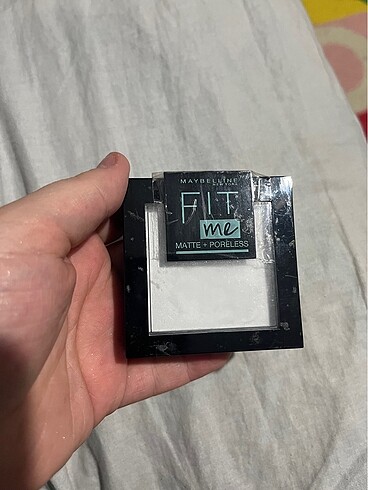 MAYBELLINE
NEW YORK
FIT
me
MATTE + PORELESS